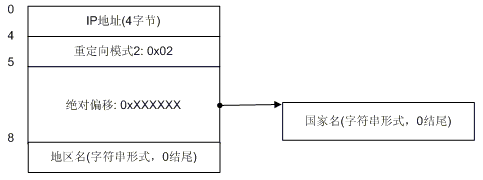 0
IP地址(4字节)
4
重定向模式2: 0x02
5
绝对偏移: 0xXXXXXX
国家名(字符串形式，0结尾)
8
地区名(字符串形式，0结尾)